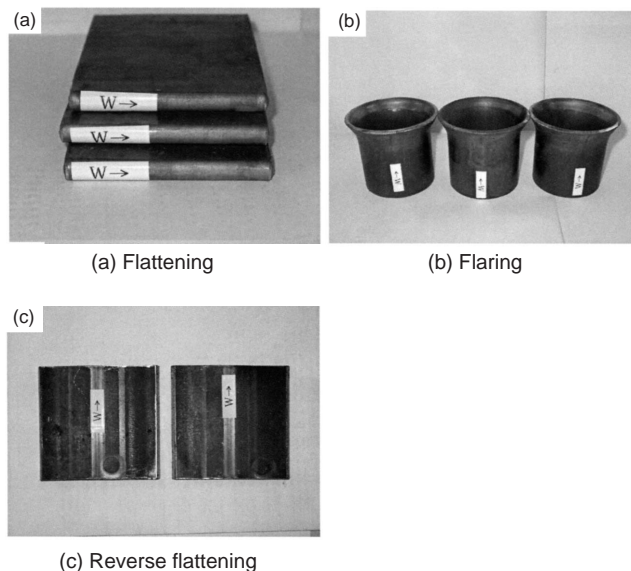 (a)
W→
W→
W→
(a) Flattening
(b)
W→
W→
W→
(b) Flaring
(c)
W→
W→
(c) Reverse flattening